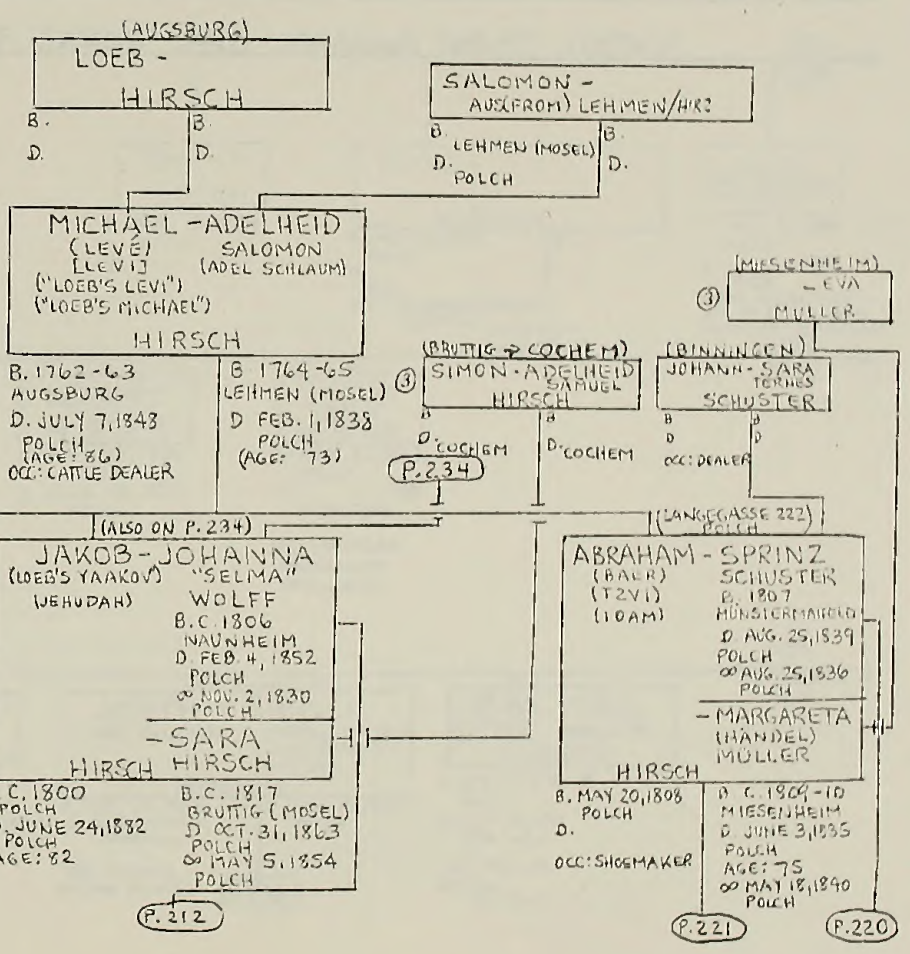 (AUGSBURG)
LOEB -
HIRSCH
B.
B.
D.
D.
SALOMON -
AUS(FROM) LEHMEN/HIRZ
B.
B.
LEHMEN (MOSEL)
D.
D.
POLCH
MICHAEL - ADELHEID
(LEVÉ) SALOMON
[LEVI] (ADEL SCHLAUM)
("LOEB'S LEVI")
("LOEB'S MICHAEL")
HIRSCH
B. 1762-63
AUGSBURG
D. JULY 7, 1848
POLCH
(AGE: 86)
OCC: CATTLE DEALER
B 1764-65
LEHMEN (MOSEL)
D FEB. 1, 1838
POLCH
(AGE: 73)
(MIESENHEIM)
③
- EVA
MULLER
(BRUTTIG → COCHEM)
③
SIMON - ADELHEID
SAMUEL
HIRSCH
B
B
D. COCHEM
D. COCHEM
P. 234
(BINNINGEN)
JOHANN - SARA
TERNES
SCHUSTER
B
B
D
D
OCC: DEALER
(ALSO ON P. 234)
JAKOB - JOHANNA
(LOEB'S YAAKOV) "SELMA"
(JEHUDAH) WOLFF
B.C. 1806
NAUNHEIM
D. FEB. 4, 1852
POLCH
∞ NOV. 2, 1830
POLCH
- SARA
HIRSCH HIRSCH
C. 1800
POLCH
JUNE 24, 1882
POLCH
AGE: 82
B.C. 1817
BRUTTIG (MOSEL)
D OCT. 31, 1863
POLCH
∞ MAY 5, 1854
POLCH
P. 212
(LANGEGASSE 222)
POLCH
ABRAHAM - SPRINZ
(BAER) SCHUSTER
(TZVI) B. 1807
(IDAM) MÜNSTERMAIFELD
D. AUG. 25, 1839
POLCH
∞ AUG. 25, 1836
POLCH
- MARGARETA
(HANDEL)
MÜLLER
HIRSCH
B. MAY 20, 1808
POLCH
D.
OCC: SHOEMAKER
B C. 1809-10
MIESENHEIM
D. JUNE 3, 1835
POLCH
AGE: 75
∞ MAY 18, 1840
POLCH
P. 221
P. 220